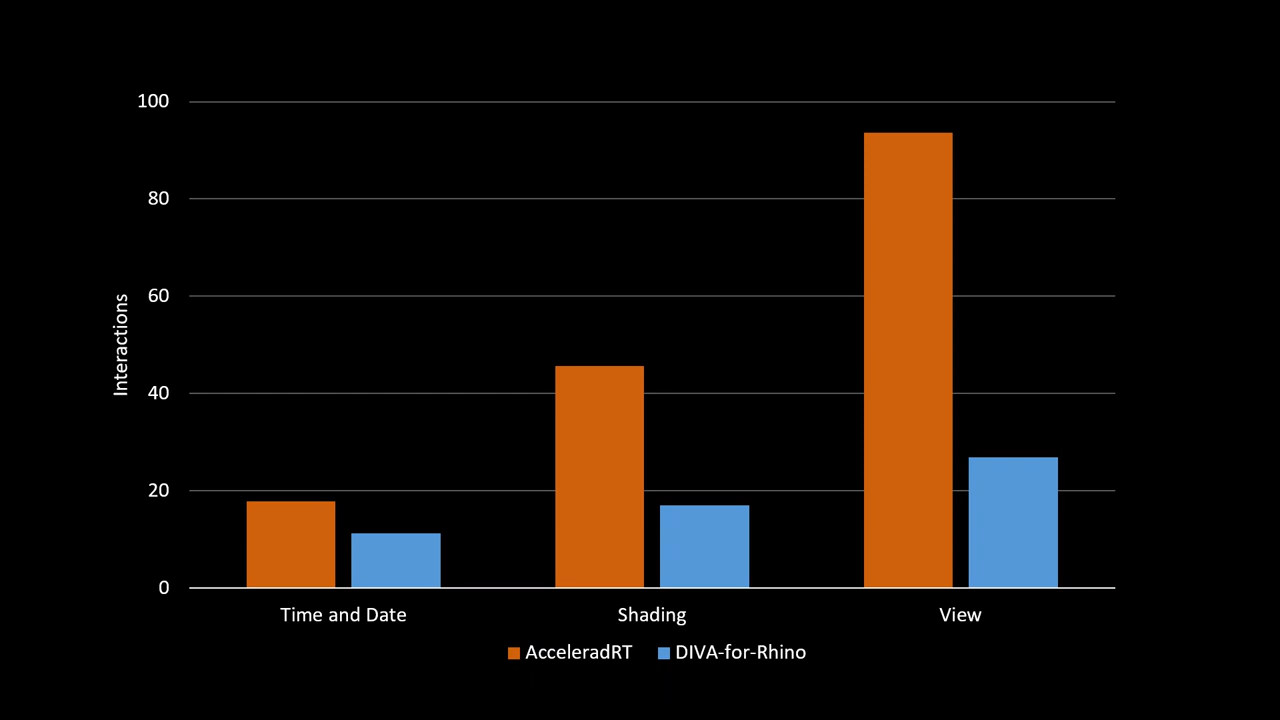 100
80
60
40
20
0
Interactions
Time and Date
Shading
View
AcceleradRT
DIVA-for-Rhino